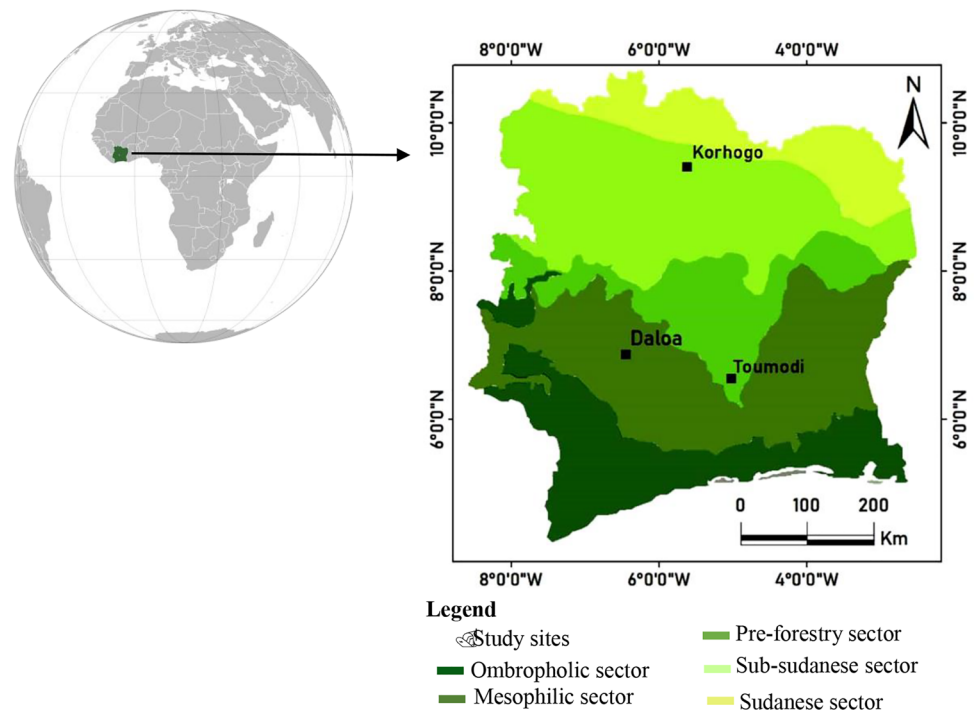 8°0'0"W 6°0'0"W 4°0'0"W
N
10°0'0"N 10°0'0"N
Korhogo
8°0'0"N 8°0'0"N
Daloa
Toumodi
6°0'0"N 6°0'0"N
0 100 200
Km
8°0'0"W 6°0'0"W 4°0'0"W
Legend
Study sites
Ombropholic sector
Mesophilic sector
Pre-forestry sector
Sub-sudanese sector
Sudanese sector